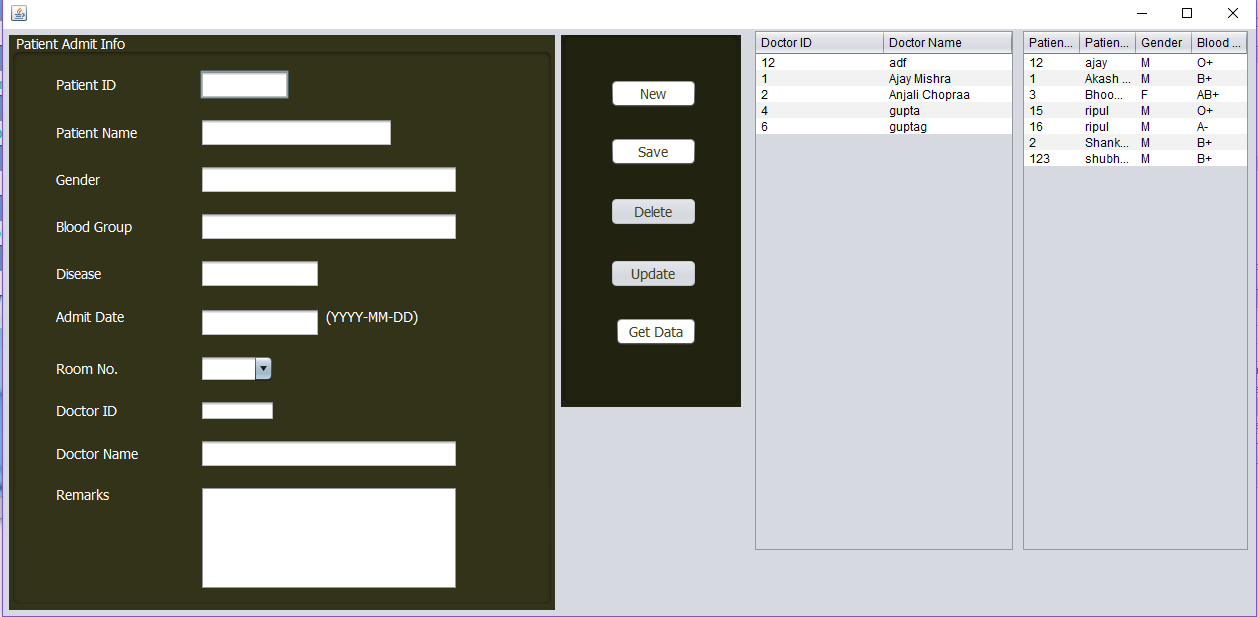 Patient Admit Info
Patient ID
Patient Name
Gender
Blood Group
Disease
Admit Date (YYYY-MM-DD)
Room No.
Doctor ID
Doctor Name
Remarks
New
Save
Delete
Update
Get Data
Doctor ID Doctor Name
12 adf
1 Ajay Mishra
2 Anjali Chopraa
4 gupta
6 guptag
Patien... Patien... Gender Blood ...
12 ajay M O+
1 Akash ... M B+
3 Bhoo... F AB+
15 ripul M O+
16 ripul M A-
2 Shank... M B+
123 shubh... M B+